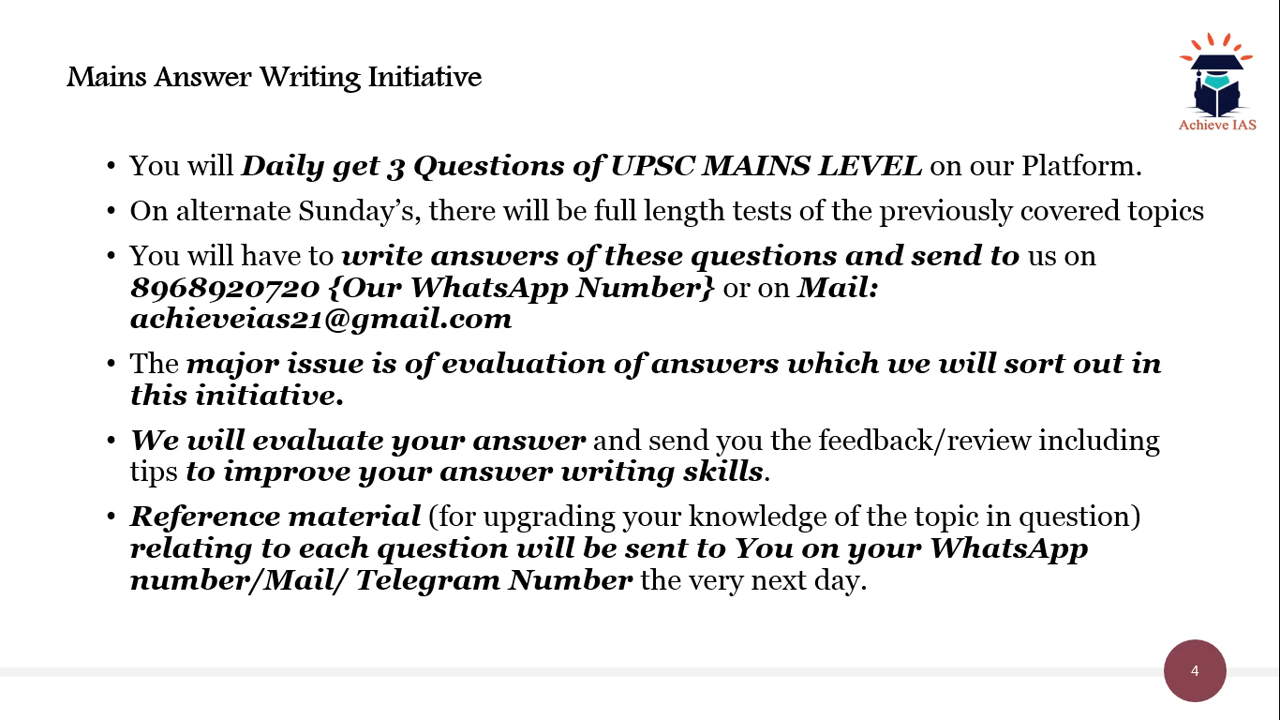 Mains Answer Writing Initiative
Achieve IAS
• You will Daily get 3 Questions of UPSC MAINS LEVEL on our Platform.
• On alternate Sunday’s, there will be full length tests of the previously covered topics
• You will have to write answers of these questions and send to us on
8968920720 {Our WhatsApp Number} or on Mail:
achieveias21@gmail.com
• The major issue is of evaluation of answers which we will sort out in
this initiative.
• We will evaluate your answer and send you the feedback/review including
tips to improve your answer writing skills.
• Reference material (for upgrading your knowledge of the topic in question)
relating to each question will be sent to You on your WhatsApp
number/Mail/ Telegram Number the very next day.
4